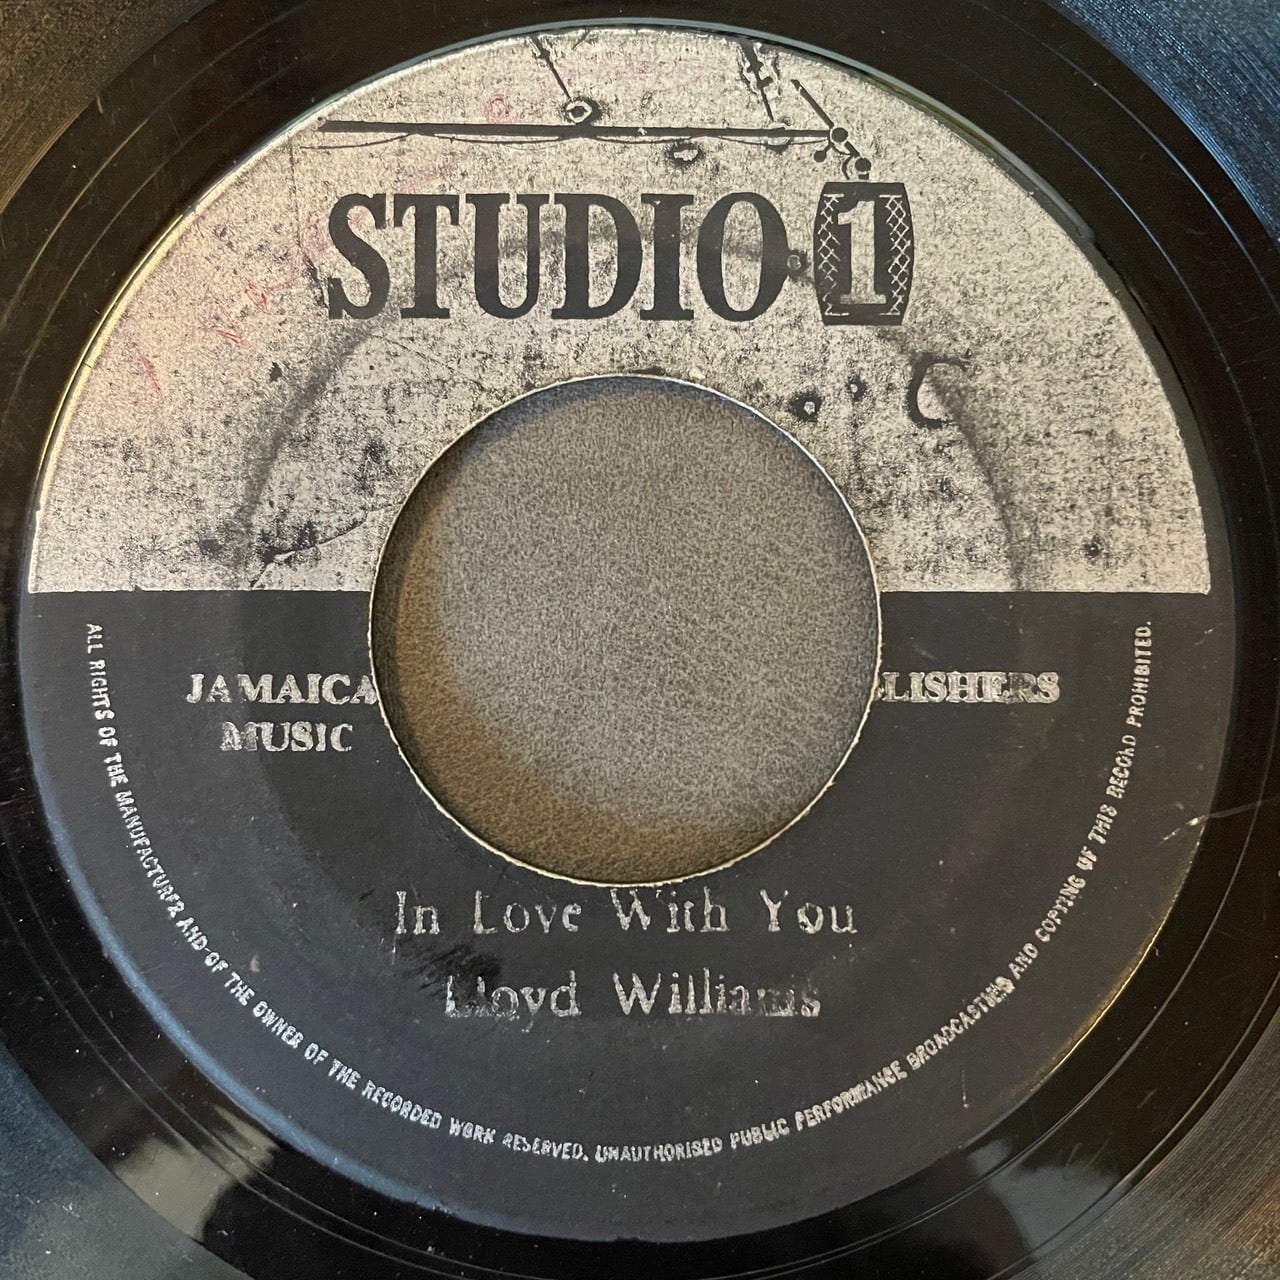 STUDIO 1
JAMAICA LISHERS
MUSIC
In Love With You
Lloyd Williams
ALL RIGHTS OF THE MANUFACTURER AND OF THE OWNER OF THE RECORDED WORK RESERVED. UNAUTHORISED PUBLIC PERFORMANCE BROADCASTING AND COPYING OF THIS RECORD PROHIBITED.